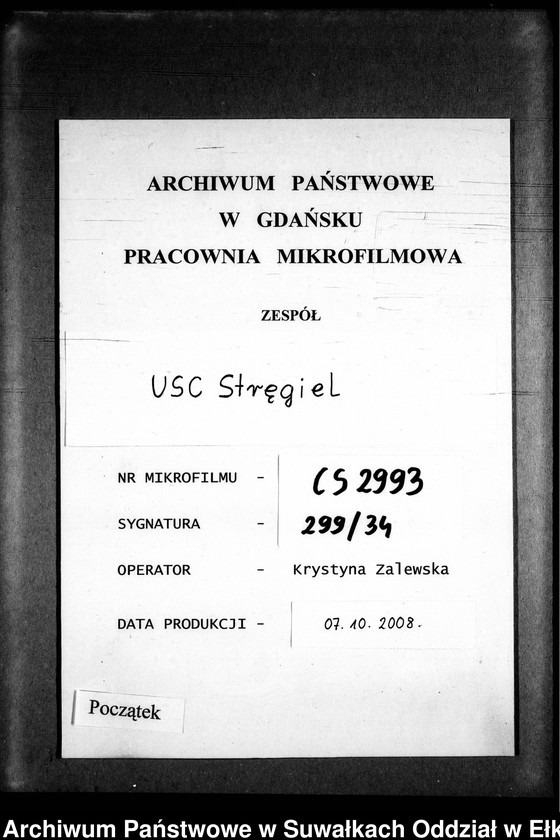 ARCHIWUM PAŃSTWOWE
W GDAŃSKU
PRACOWNIA MIKROFILMOWA
ZESPÓŁ
USC Stręgiel
NR MIKROFILMU - CS 2993
SYGNATURA - 299/34
OPERATOR - Krystyna Zalewska
DATA PRODUKCJI - 07.10.2008.
Początek
Archiwum Państwowe w Suwałkach Oddział w Ełk